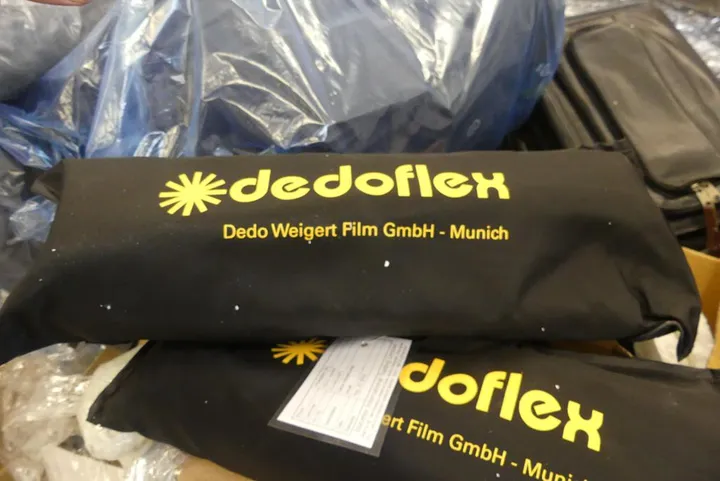 dedoflex
Dedo Weigert Film GmbH - Munich
doflex
ert Film GmbH - Muni